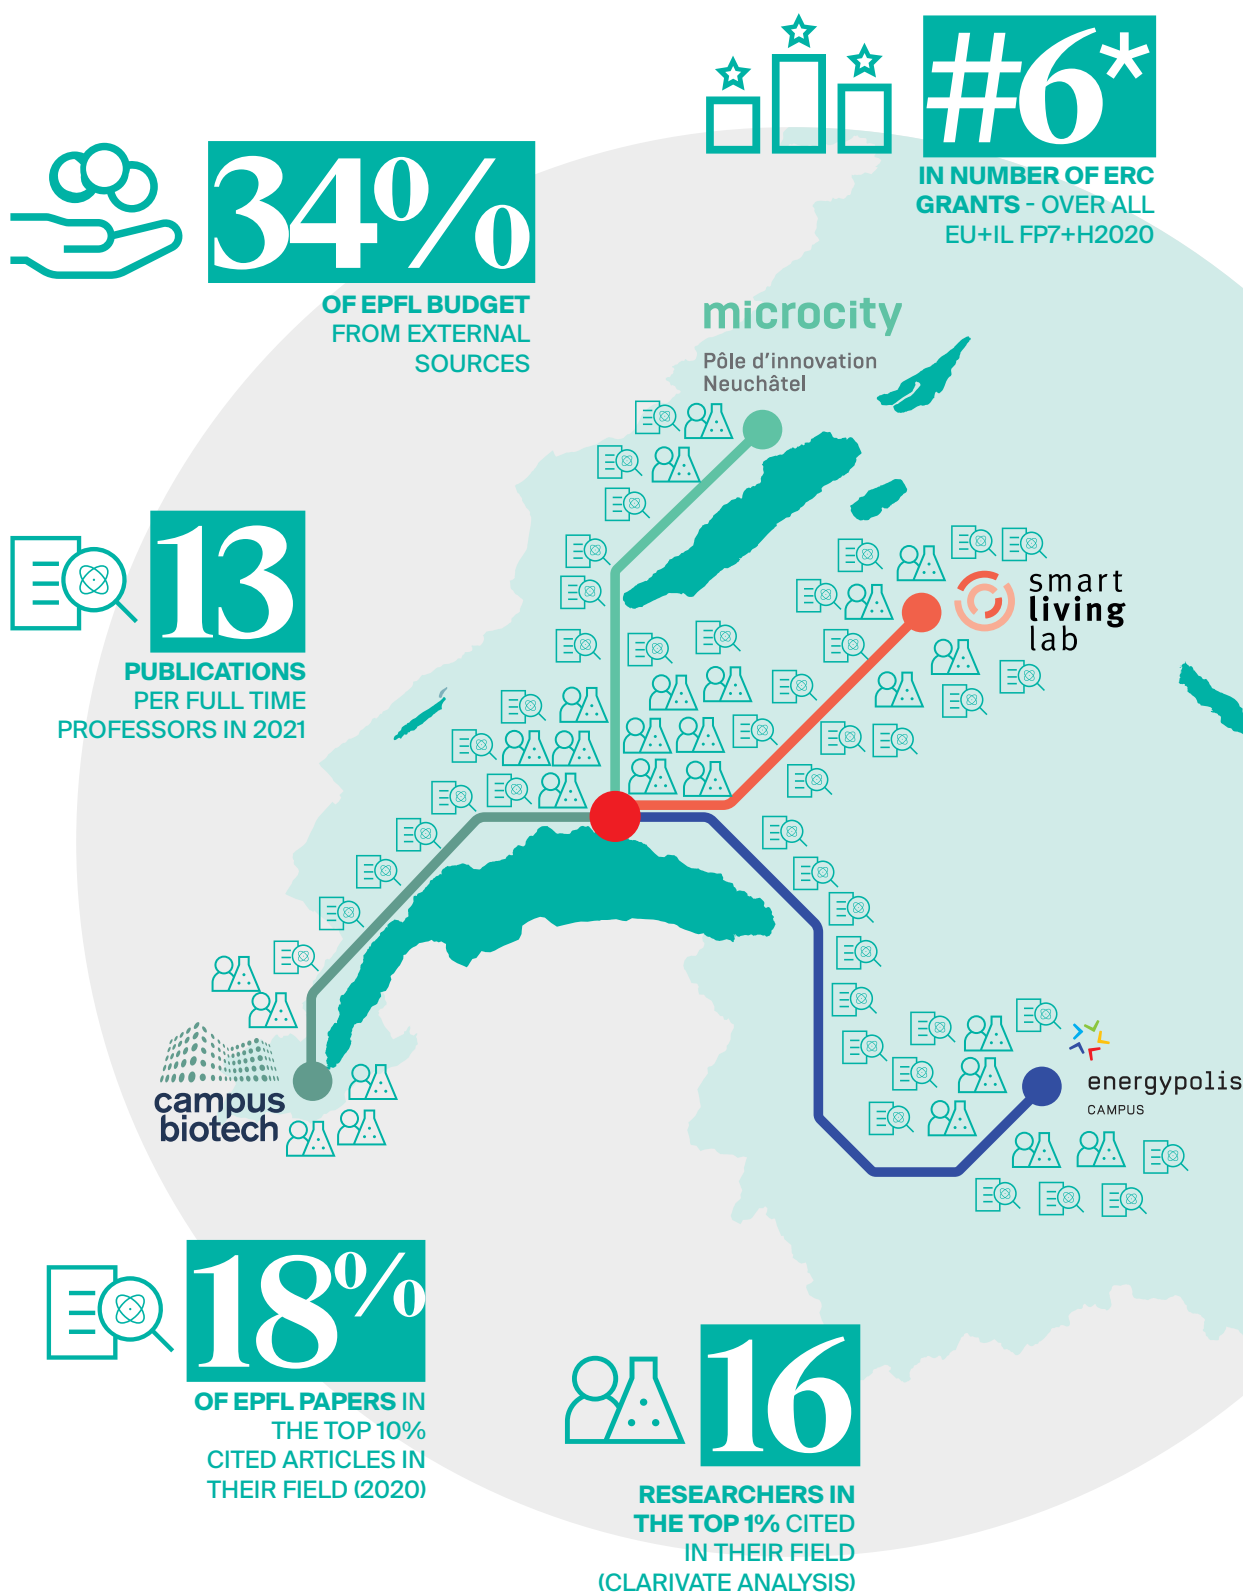 #6*
IN NUMBER OF ERC
GRANTS - OVER ALL
EU+IL FP7+H2020
34%
OF EPFL BUDGET
FROM EXTERNAL
SOURCES
microcity
Pôle d'innovation
Neuchâtel
13
PUBLICATIONS
PER FULL TIME
PROFESSORS IN 2021
smart
living
lab
campus
biotech
energypolis
CAMPUS
18%
OF EPFL PAPERS IN
THE TOP 10%
CITED ARTICLES IN
THEIR FIELD (2020)
16
RESEARCHERS IN
THE TOP 1% CITED
IN THEIR FIELD
(CLARIVATE ANALYSIS)